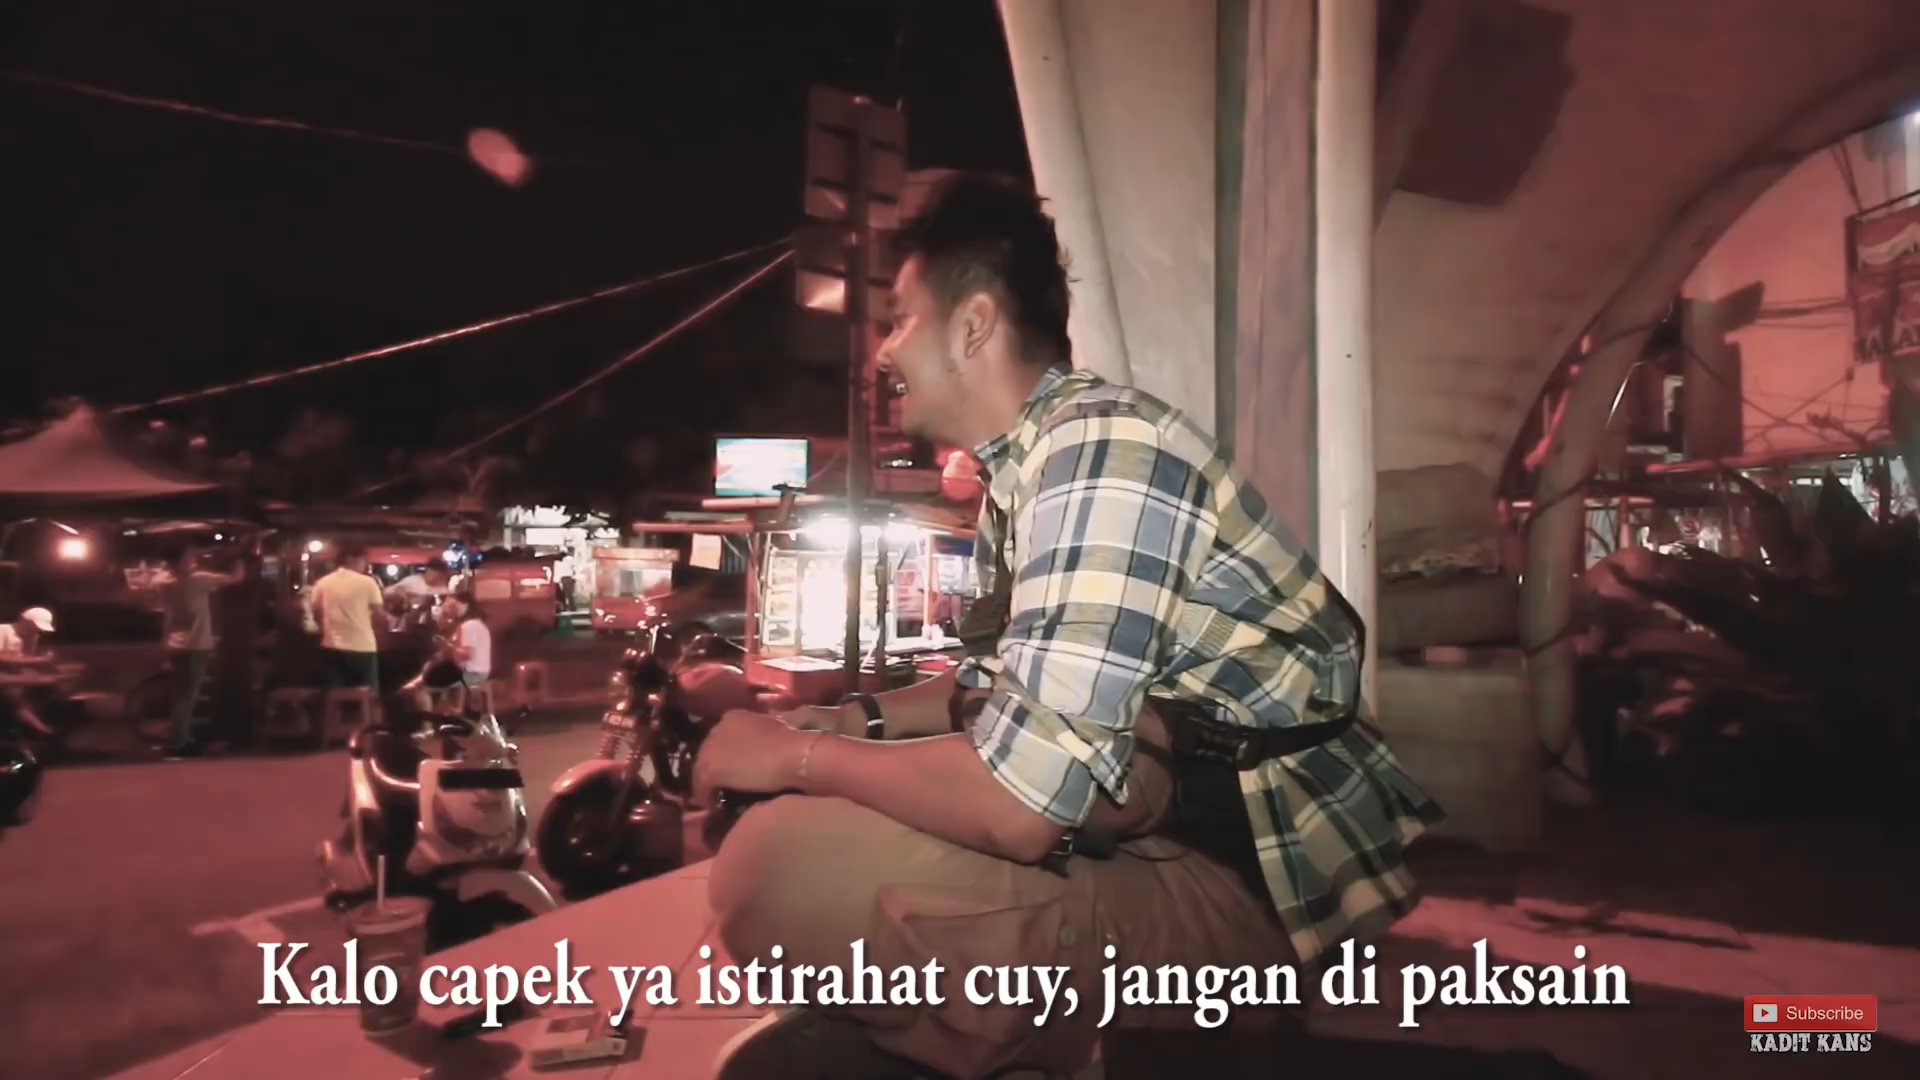 Kalo capek ya istirahat cuy, jangan di paksain
Subscribe
KADIT KANS